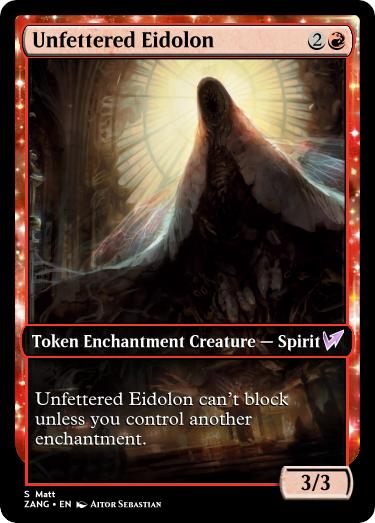 Unfettered Eidolon 2
Token Enchantment Creature — Spirit
Unfettered Eidolon can't block
unless you control another
enchantment.
3/3
S Matt
ZANG • EN Aitor Sebastian